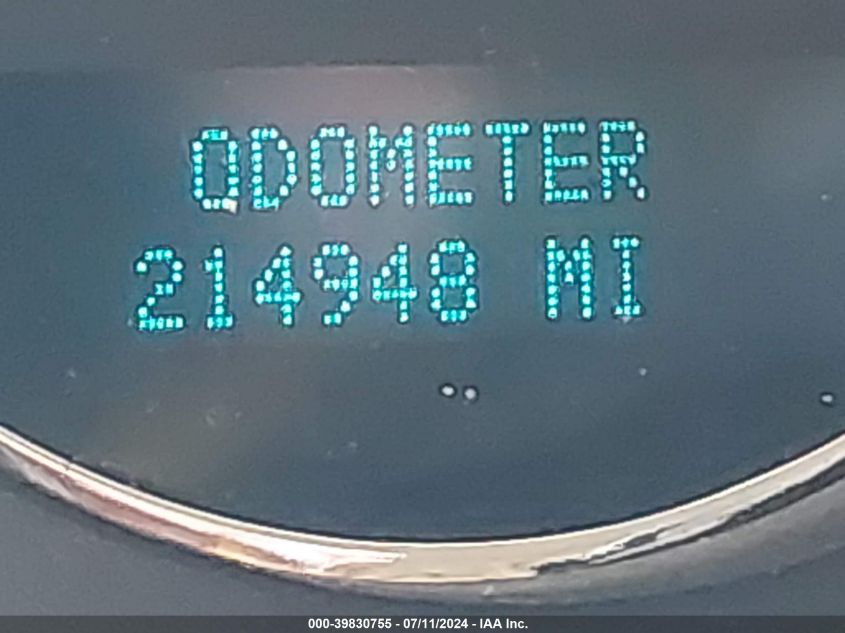 ODOMETER
214948 MI
000-39830755 - 07/11/2024 - IAA Inc.